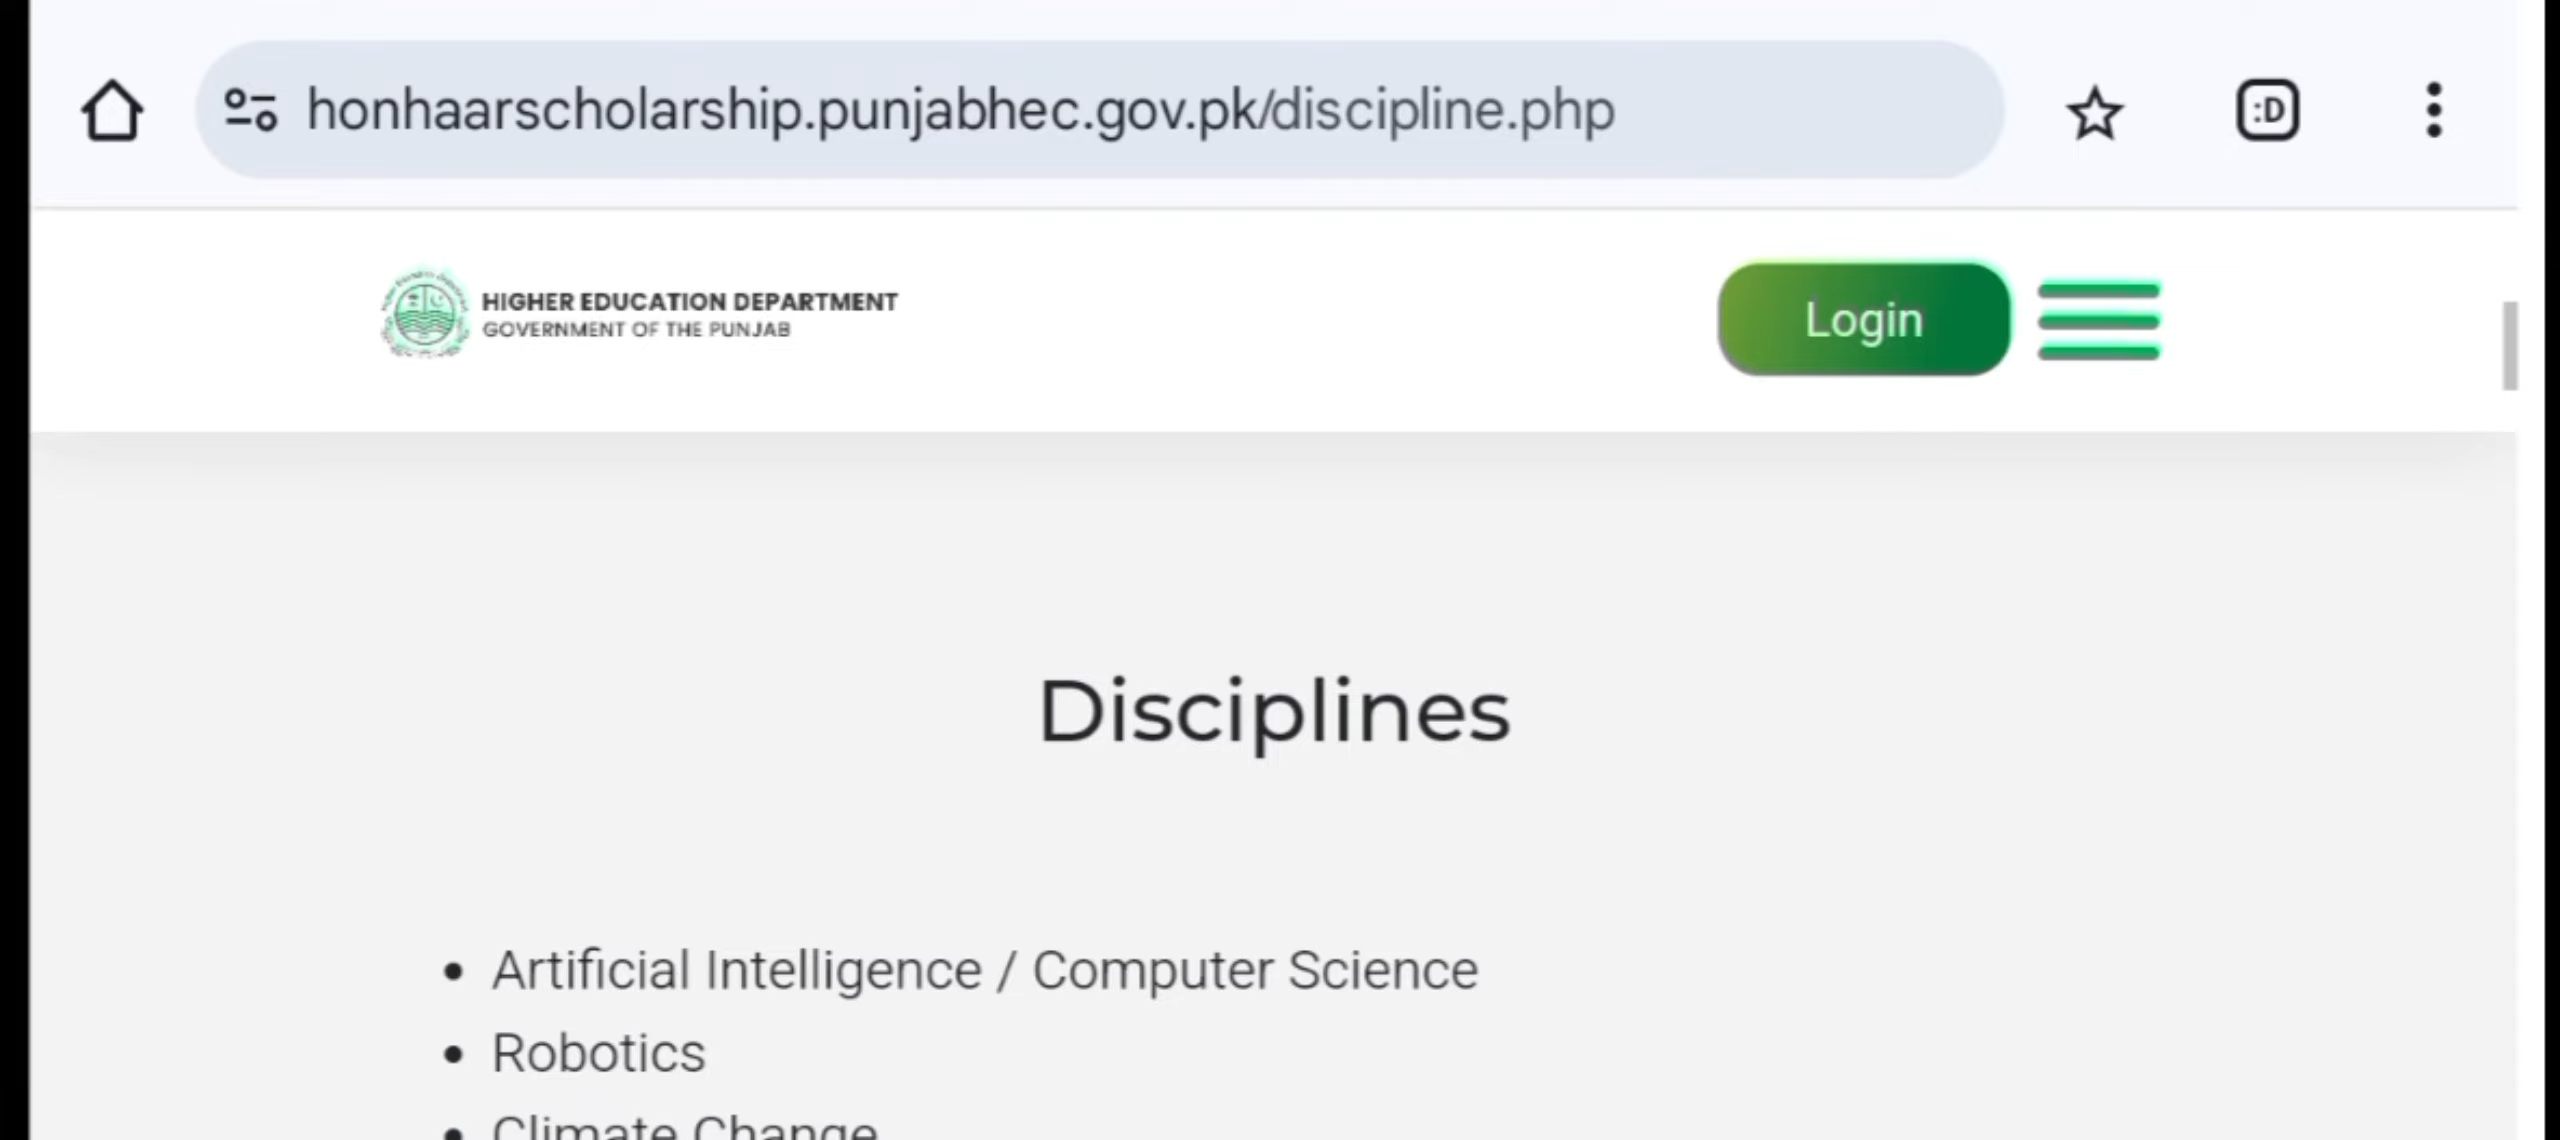 honhaarscholarship.punjabhec.gov.pk/discipline.php
:D
HIGHER EDUCATION DEPARTMENT
GOVERNMENT OF THE PUNJAB
Login
Disciplines
• Artificial Intelligence / Computer Science
• Robotics
• Climate Change